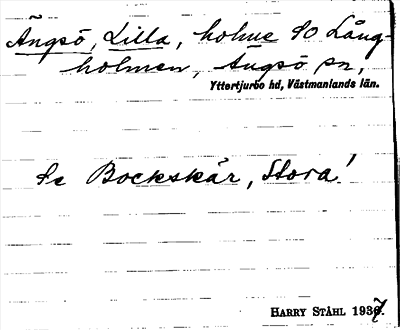 Ängsö, Lilla, holme SO Lång-
holmen, Ängsö sn,
Yttertjurbo hd, Västmanlands län.
Se Bockskär, Stora!
HARRY STÅHL 1937.